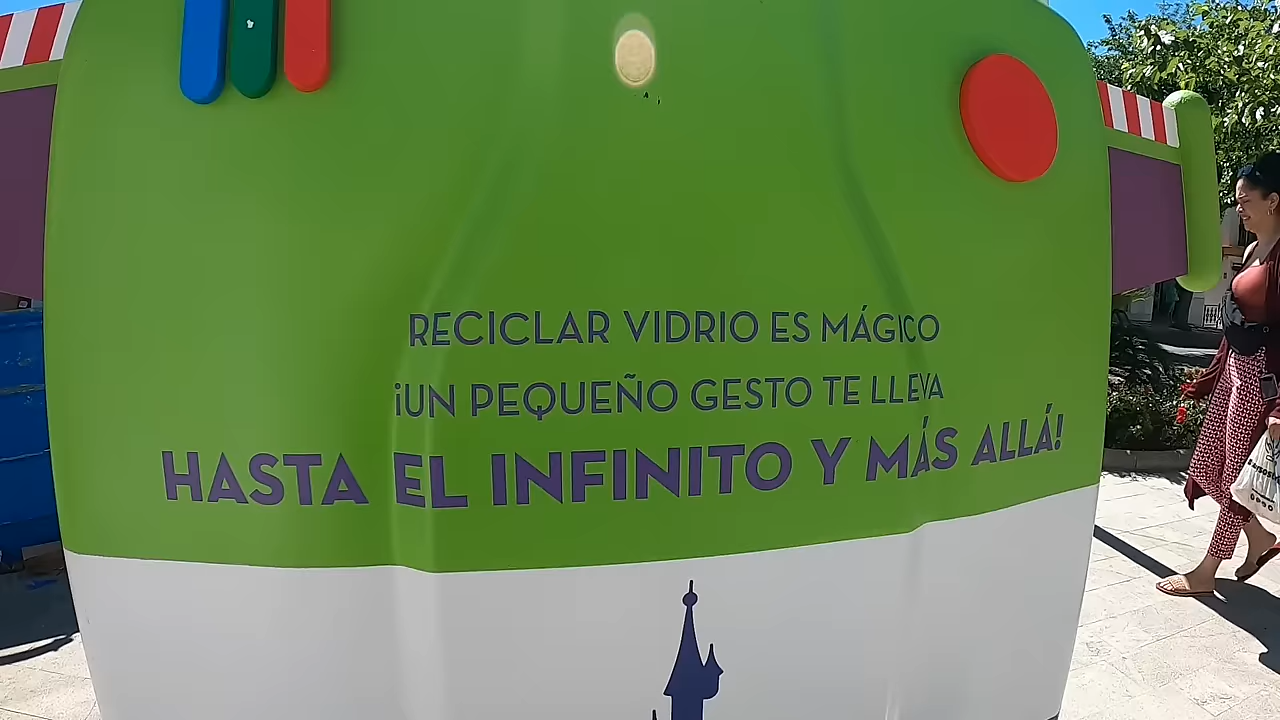 RECICLAR VIDRIO ES MÁGICO
¡UN PEQUEÑO GESTO TE LLEVA
HASTA EL INFINITO Y MÁS ALLÁ!